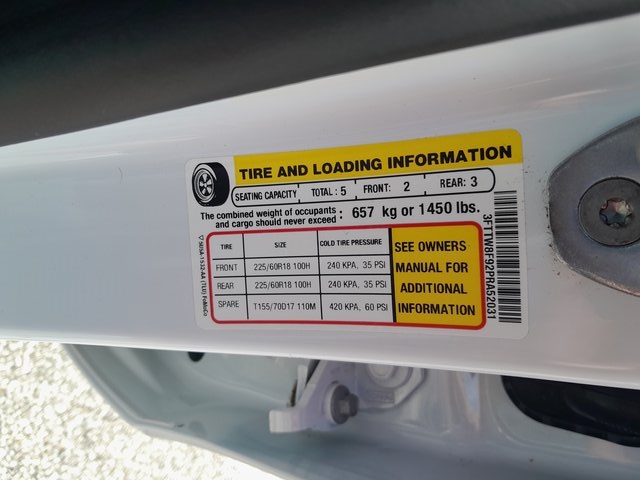 TIRE AND LOADING INFORMATION
SEATING CAPACITY TOTAL: 5 FRONT: 2 REAR: 3
The combined weight of occupants and cargo should never exceed : 657 kg or 1450 lbs.
TIRE SIZE COLD TIRE PRESSURE
FRONT 225/60R18 100H 240 KPA, 35 PSI
REAR 225/60R18 100H 240 KPA, 35 PSI
SPARE T155/70D17 110M 420 KPA, 60 PSI
SEE OWNERS
MANUAL FOR
ADDITIONAL
INFORMATION
3FTTW8F92PRA52031